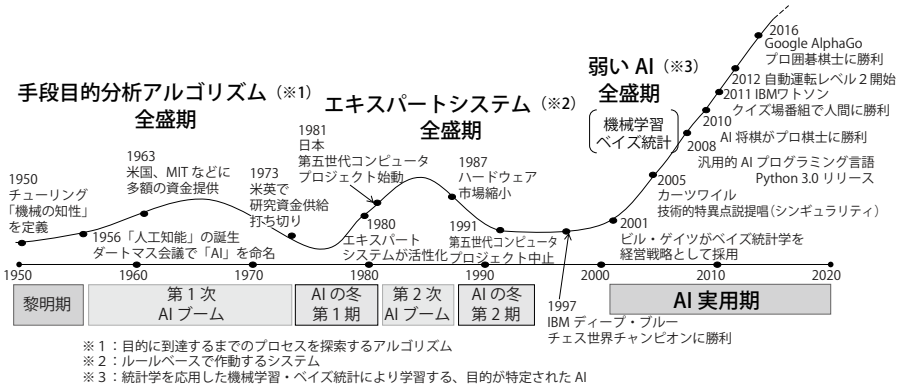 手段目的分析アルゴリズム（※1）
全盛期
エキスパートシステム（※2）
全盛期
弱い AI（※3）
全盛期
機械学習
ベイズ統計
1950
チューリング
「機械の知性」
を定義
1956「人工知能」の誕生
ダートマス会議で「AI」を命名
1963
米国、MIT などに
多額の資金提供
1973
米英で
研究資金供給
打ち切り
1981
日本
第五世代コンピュータ
プロジェクト始動
1980
エキスパート
システムが活性化
1987
ハードウェア
市場縮小
1991
第五世代コンピュータ
プロジェクト中止
1997
IBM ディープ・ブルー
チェス世界チャンピオンに勝利
2001
ビル・ゲイツがベイズ統計学を
経営戦略として採用
2005
カーツワイル
技術的特異点説提唱（シンギュラリティ）
2008
汎用的 AI プログラミング言語
Python 3.0 リリース
2010
AI 将棋がプロ棋士に勝利
2011 IBMワトソン
クイズ場番組で人間に勝利
2012 自動運転レベル２開始
2016
Google AlphaGo
プロ囲碁棋士に勝利
1950
1960
1970
1980
1990
2000
2010
2020
黎明期
第 1 次
AI ブーム
AI の冬
第 1 期
第 2 次
AI ブーム
AI の冬
第 2 期
AI 実用期
※１：目的に到達するまでのプロセスを探索するアルゴリズム
※２：ルールベースで作動するシステム
※３：統計学を応用した機械学習・ベイズ統計により学習する、目的が特定された AI